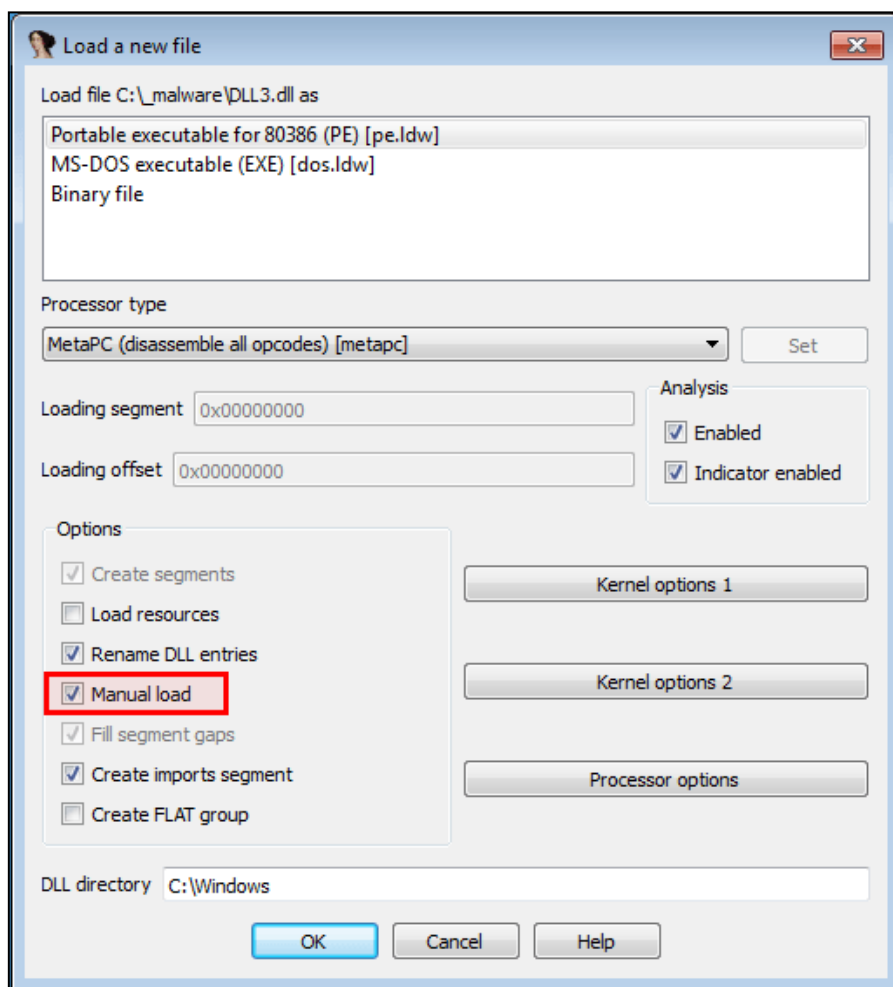 Load a new file
Load file C:\_malware\DLL3.dll as
Portable executable for 80386 (PE) [pe.ldw]
MS-DOS executable (EXE) [dos.ldw]
Binary file
Processor type
MetaPC (disassemble all opcodes) [metapc]
Set
Loading segment 0x00000000
Loading offset 0x00000000
Analysis
Enabled
Indicator enabled
Options
Create segments
Load resources
Rename DLL entries
Manual load
Fill segment gaps
Create imports segment
Create FLAT group
Kernel options 1
Kernel options 2
Processor options
DLL directory C:\Windows
OK Cancel Help